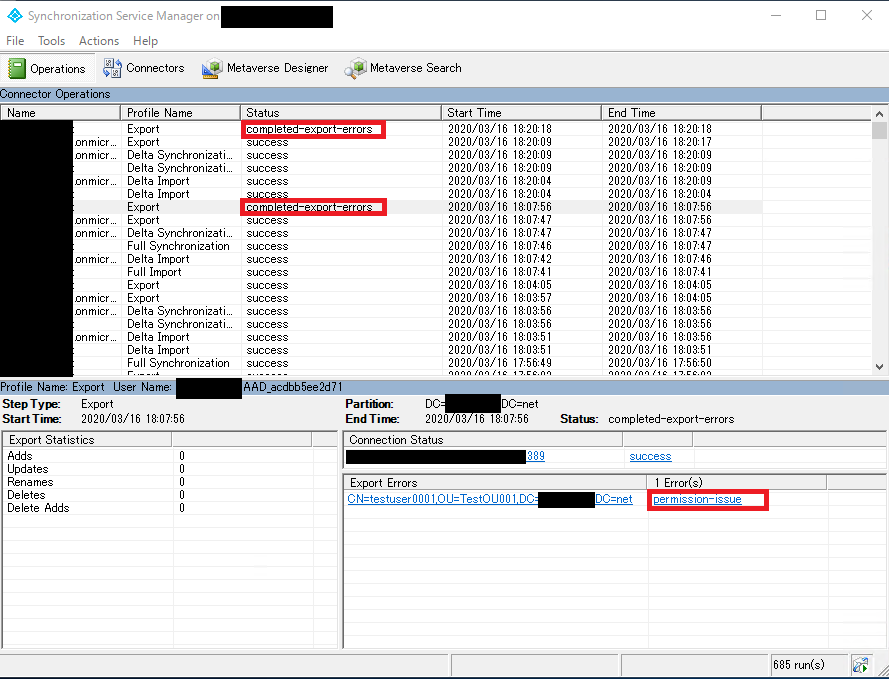 Synchronization Service Manager on
File Tools Actions Help
Operations Connectors Metaverse Designer Metaverse Search
Connector Operations
Name Profile Name Status Start Time End Time
Export completed-export-errors 2020/03/16 18:20:18 2020/03/16 18:20:18
.onmicr... Export success 2020/03/16 18:20:09 2020/03/16 18:20:17
.onmicr... Delta Synchronizati... success 2020/03/16 18:20:09 2020/03/16 18:20:09
Delta Synchronizati... success 2020/03/16 18:20:09 2020/03/16 18:20:09
.onmicr... Delta Import success 2020/03/16 18:20:04 2020/03/16 18:20:09
Delta Import success 2020/03/16 18:20:04 2020/03/16 18:20:04
Export completed-export-errors 2020/03/16 18:07:56 2020/03/16 18:07:56
.onmicr... Export success 2020/03/16 18:07:47 2020/03/16 18:07:56
.onmicr... Delta Synchronizati... success 2020/03/16 18:07:47 2020/03/16 18:07:47
Full Synchronization success 2020/03/16 18:07:46 2020/03/16 18:07:47
.onmicr... Delta Import success 2020/03/16 18:07:42 2020/03/16 18:07:46
Full Import success 2020/03/16 18:07:41 2020/03/16 18:07:41
Export success 2020/03/16 18:04:05 2020/03/16 18:04:05
.onmicr... Export success 2020/03/16 18:03:57 2020/03/16 18:04:05
.onmicr... Delta Synchronizati... success 2020/03/16 18:03:56 2020/03/16 18:03:56
Delta Synchronizati... success 2020/03/16 18:03:56 2020/03/16 18:03:56
.onmicr... Delta Import success 2020/03/16 18:03:51 2020/03/16 18:03:56
Delta Import success 2020/03/16 18:03:51 2020/03/16 18:03:51
Full Synchronization success 2020/03/16 17:56:49 2020/03/16 17:56:50
Profile Name: Export User Name: AAD_acdbb5ee2d71
Step Type: Export Partition: DC= DC=net
Start Time: 2020/03/16 18:07:56 End Time: 2020/03/16 18:07:56 Status: completed-export-errors
Export Statistics
Adds 0
Updates 0
Renames 0
Deletes 0
Delete Adds 0
Connection Status
389 success
Export Errors 1 Error(s)
CN=testuser0001,OU=TestOU001,DC= DC=net permission-issue
685 run(s)